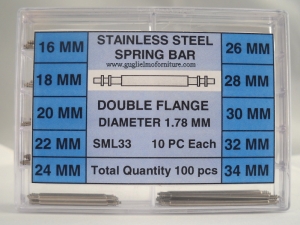 STAINLESS STEEL
SPRING BAR
www.guglielmoforniture.com
16 MM
18 MM
20 MM
22 MM
24 MM
DOUBLE FLANGE
DIAMETER 1.78 MM
SML33 10 PC Each
Total Quantity 100 pcs
26 MM
28 MM
30 MM
32 MM
34 MM